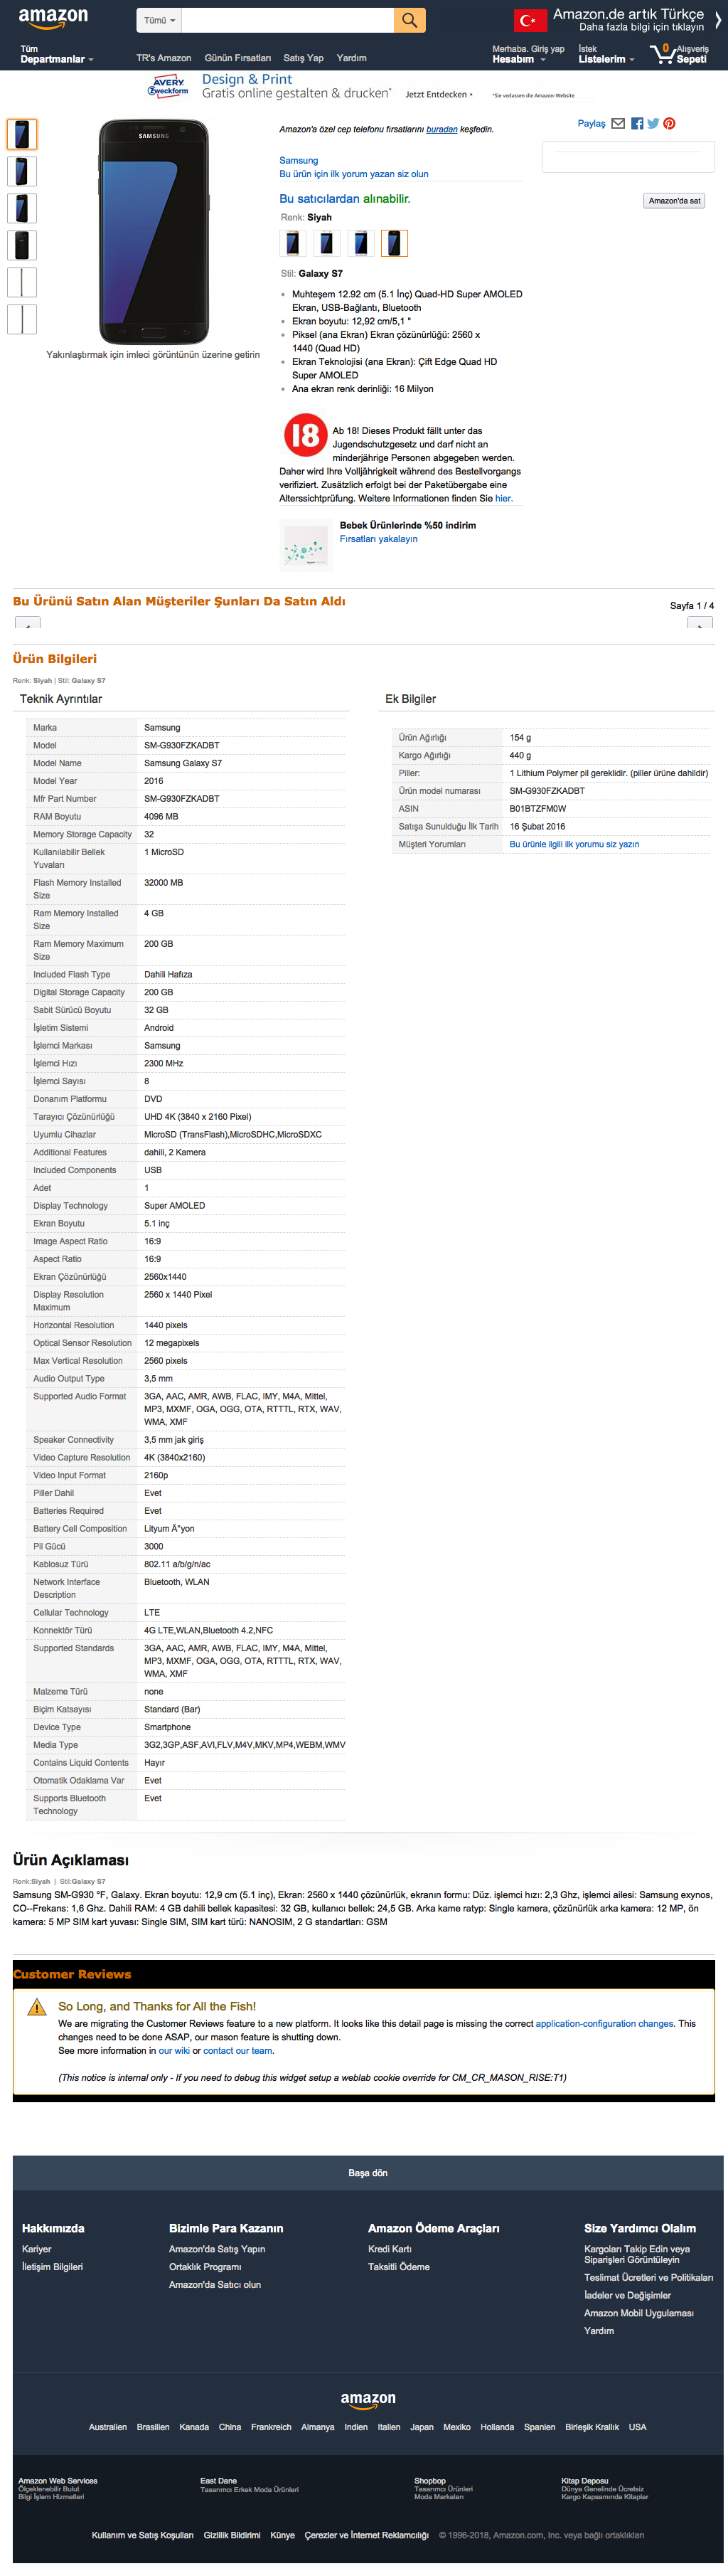 amazon
Tümü
Amazon.de artık Türkçe
Daha fazla bilgi için tıklayın
Tüm
Departmanlar
TR's Amazon Günün Fırsatları Satış Yap Yardım
Merhaba. Giriş yap
Hesabım
İstek
Listelerim
0
Alışveriş
Sepeti
AVERY
Zweckform
Design & Print
Gratis online gestalten & drucken*
Jetzt Entdecken
*Sie verlassen die Amazon-Website
SAMSUNG
Yakınlaştırmak için imleci görüntünün üzerine getirin
Amazon'a özel cep telefonu fırsatlarını buradan keşfedin.
Samsung
Bu ürün için ilk yorum yazan siz olun
Bu satıcılardan alınabilir.
Renk: Siyah
Stil: Galaxy S7
Muhteşem 12.92 cm (5.1 İnç) Quad-HD Super AMOLED
Ekran, USB-Bağlantı, Bluetooth
Ekran boyutu: 12,92 cm/5,1 "
Piksel (ana Ekran) Ekran çözünürlüğü: 2560 x
1440 (Quad HD)
Ekran Teknolojisi (ana Ekran): Çift Edge Quad HD
Super AMOLED
Ana ekran renk derinliği: 16 Milyon
18
Ab 18! Dieses Produkt fällt unter das
Jugendschutzgesetz und darf nicht an
minderjährige Personen abgegeben werden.
Daher wird Ihre Volljährigkeit während des Bestellvorgangs
verifiziert. Zusätzlich erfolgt bei der Paketübergabe eine
Alterssichtprüfung. Weitere Informationen finden Sie hier.
Bebek Ürünlerinde %50 indirim
Fırsatları yakalayın
Paylaş
Amazon'da sat
Bu Ürünü Satın Alan Müşteriler Şunları Da Satın Aldı
Sayfa 1 / 4
Ürün Bilgileri
Renk: Siyah | Stil: Galaxy S7
Teknik Ayrıntılar
Marka Samsung
Model SM-G930FZKADBT
Model Name Samsung Galaxy S7
Model Year 2016
Mfr Part Number SM-G930FZKADBT
RAM Boyutu 4096 MB
Memory Storage Capacity 32
Kullanılabilir Bellek
Yuvaları
1 MicroSD
Flash Memory Installed
Size
32000 MB
Ram Memory Installed
Size
4 GB
Ram Memory Maximum
Size
200 GB
Included Flash Type Dahili Hafıza
Digital Storage Capacity 200 GB
Sabit Sürücü Boyutu 32 GB
İşletim Sistemi Android
İşlemci Markası Samsung
İşlemci Hızı 2300 MHz
İşlemci Sayısı 8
Donanım Platformu DVD
Tarayıcı Çözünürlüğü UHD 4K (3840 x 2160 Pixel)
Uyumlu Cihazlar MicroSD (TransFlash),MicroSDHC,MicroSDXC
Additional Features dahili, 2 Kamera
Included Components USB
Adet 1
Display Technology Super AMOLED
Ekran Boyutu 5.1 inç
Image Aspect Ratio 16:9
Aspect Ratio 16:9
Ekran Çözünürlüğü 2560x1440
Display Resolution
Maximum
2560 x 1440 Pixel
Horizontal Resolution 1440 pixels
Optical Sensor Resolution 12 megapixels
Max Vertical Resolution 2560 pixels
Audio Output Type 3,5 mm
Supported Audio Format 3GA, AAC, AMR, AWB, FLAC, IMY, M4A, Mittel,
MP3, MXMF, OGA, OGG, OTA, RTTTL, RTX, WAV,
WMA, XMF
Speaker Connectivity 3,5 mm jak giriş
Video Capture Resolution 4K (3840x2160)
Video Input Format 2160p
Piller Dahil Evet
Batteries Required Evet
Battery Cell Composition Lityum Ä°yon
Pil Gücü 3000
Kablosuz Türü 802.11 a/b/g/n/ac
Network Interface
Description
Bluetooth, WLAN
Cellular Technology LTE
Konnektör Türü 4G LTE,WLAN,Bluetooth 4.2,NFC
Supported Standards 3GA, AAC, AMR, AWB, FLAC, IMY, M4A, Mittel,
MP3, MXMF, OGA, OGG, OTA, RTTTL, RTX, WAV,
WMA, XMF
Malzeme Türü none
Biçim Katsayısı Standard (Bar)
Device Type Smartphone
Media Type 3G2,3GP,ASF,AVI,FLV,M4V,MKV,MP4,WEBM,WMV
Contains Liquid Contents Hayır
Otomatik Odaklama Var Evet
Supports Bluetooth
Technology
Evet
Ek Bilgiler
Ürün Ağırlığı 154 g
Kargo Ağırlığı 440 g
Piller: 1 Lithium Polymer pil gereklidir. (piller ürüne dahildir)
Ürün model numarası SM-G930FZKADBT
ASIN B01BTZFM0W
Satışa Sunulduğu İlk Tarih 16 Şubat 2016
Müşteri Yorumları Bu ürünle ilgili ilk yorumu siz yazın
Ürün Açıklaması
Renk:Siyah | Stil:Galaxy S7
Samsung SM-G930 °F, Galaxy. Ekran boyutu: 12,9 cm (5.1 inç), Ekran: 2560 x 1440 çözünürlük, ekranın formu: Düz. işlemci hızı: 2,3 Ghz, işlemci ailesi: Samsung exynos,
CO--Frekans: 1,6 Ghz. Dahili RAM: 4 GB dahili bellek kapasitesi: 32 GB, kullanıcı bellek: 24,5 GB. Arka kame ratyp: Single kamera, çözünürlük arka kamera: 12 MP, ön
kamera: 5 MP SIM kart yuvası: Single SIM, SIM kart türü: NANOSIM, 2 G standartları: GSM
Customer Reviews
So Long, and Thanks for All the Fish!
We are migrating the Customer Reviews feature to a new platform. It looks like this detail page is missing the correct application-configuration changes. This
changes need to be done ASAP, our mason feature is shutting down.
See more information in our wiki or contact our team.
(This notice is internal only - If you need to debug this widget setup a weblab cookie override for CM_CR_MASON_RISE:T1)
Başa dön
Hakkımızda
Kariyer
İletişim Bilgileri
Bizimle Para Kazanın
Amazon'da Satış Yapın
Ortaklık Programı
Amazon'da Satıcı olun
Amazon Ödeme Araçları
Kredi Kartı
Taksitli Ödeme
Size Yardımcı Olalım
Kargoları Takip Edin veya
Siparişleri Görüntüleyin
Teslimat Ücretleri ve Politikaları
İadeler ve Değişimler
Amazon Mobil Uygulaması
Yardım
amazon
Australien Brasilien Kanada China Frankreich Almanya Indien Italien Japan Mexiko Hollanda Spanien Birleşik Krallık USA
Amazon Web Services
Ölçeklenebilir Bulut
Bilgi İşlem Hizmetleri
East Dane
Tasarımcı Erkek Moda Ürünleri
Shopbop
Tasarımcı Ürünleri
Moda Markaları
Kitap Deposu
Dünya Genelinde Ücretsiz
Kargo Kapsamında Kitaplar
Kullanım ve Satış Koşulları Gizlilik Bildirimi Künye Çerezler ve İnternet Reklamcılığı © 1996-2018, Amazon.com, Inc. veya bağlı ortaklıkları